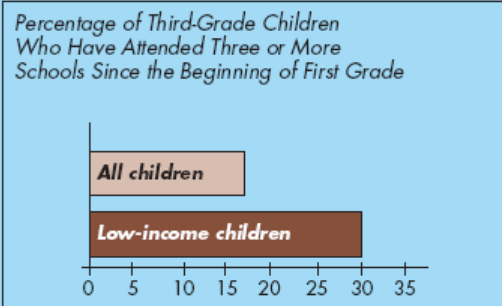 Percentage of Third-Grade Children
Who Have Attended Three or More
Schools Since the Beginning of First Grade
All children
Low-income children
0 5 10 15 20 25 30 35